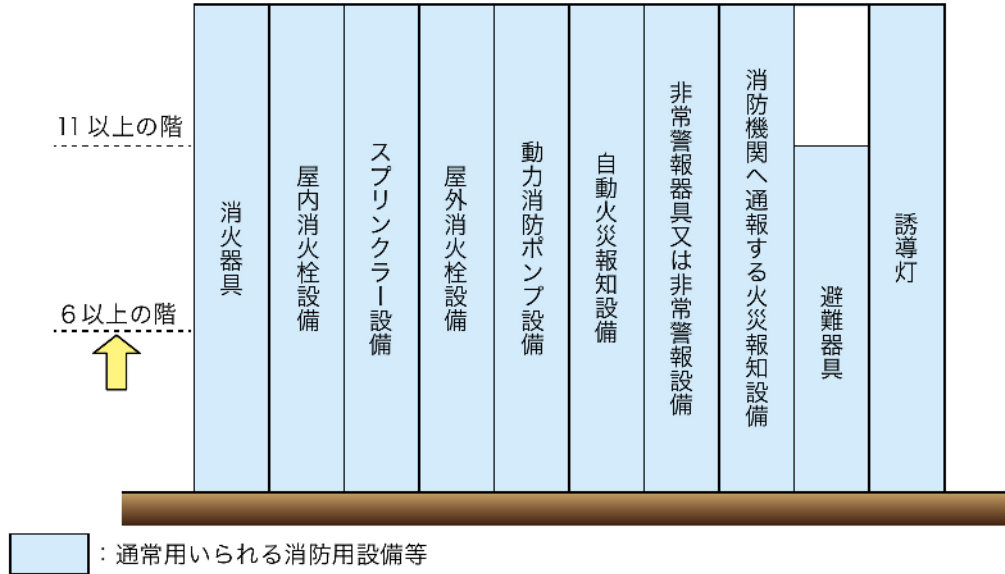 11以上の階
6以上の階
消火器具
屋内消火栓設備
スプリンクラー設備
屋外消火栓設備
動力消防ポンプ設備
自動火災報知設備
非常警報器具又は非常警報設備
消防機関へ通報する火災報知設備
避難器具
誘導灯
：通常用いられる消防用設備等